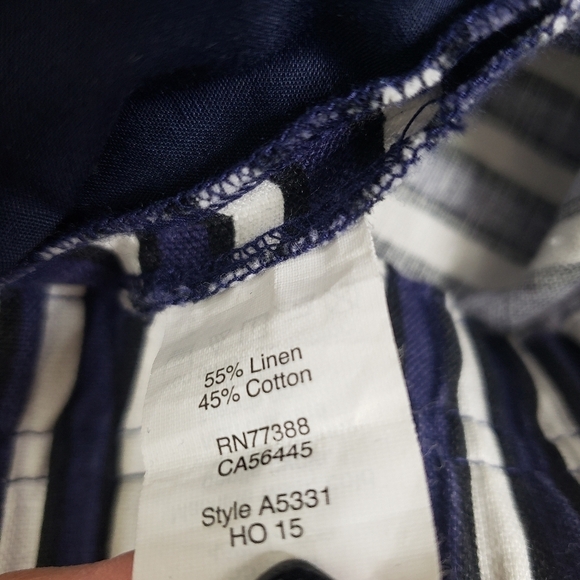 55% Linen
45% Cotton
RN77388
CA56445
Style A5331
HO 15